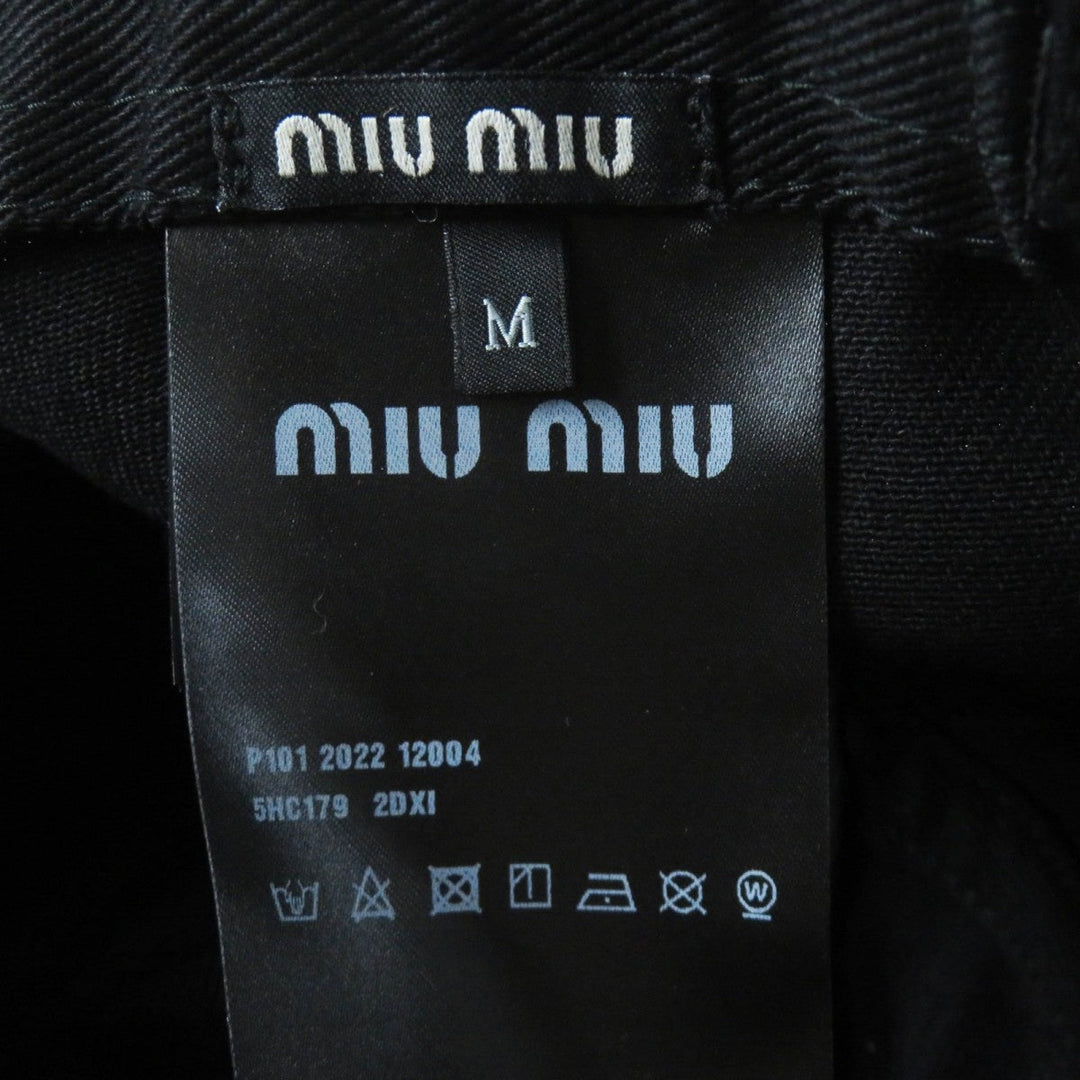 MIU MIU
M
MIU MIU
P101 2022 12004
5HC179 2DXI
W